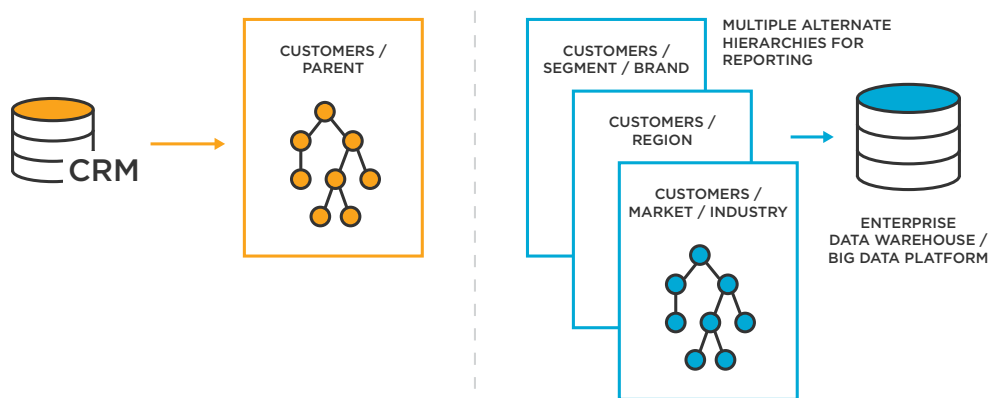 CUSTOMERS /
PARENT
CRM
CUSTOMERS /
SEGMENT / BRAND
CUSTOMERS /
REGION
CUSTOMERS /
MARKET / INDUSTRY
MULTIPLE ALTERNATE
HIERARCHIES FOR
REPORTING
ENTERPRISE
DATA WAREHOUSE /
BIG DATA PLATFORM